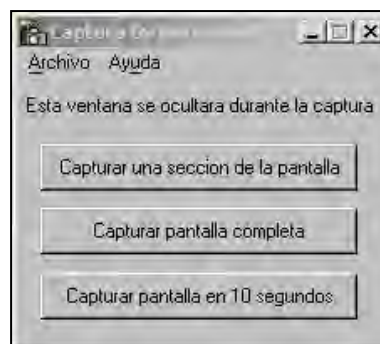 Captura
Archivo Ayuda
Esta ventana se ocultara durante la captura
Capturar una seccion de la pantalla
Capturar pantalla completa
Capturar pantalla en 10 segundos